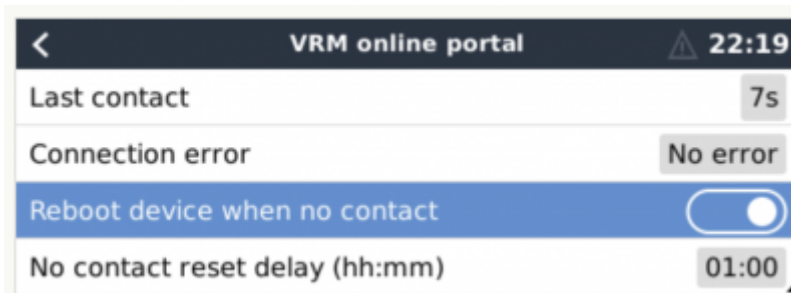 VRM online portal 22:19
Last contact 7s
Connection error No error
Reboot device when no contact
No contact reset delay (hh:mm) 01:00